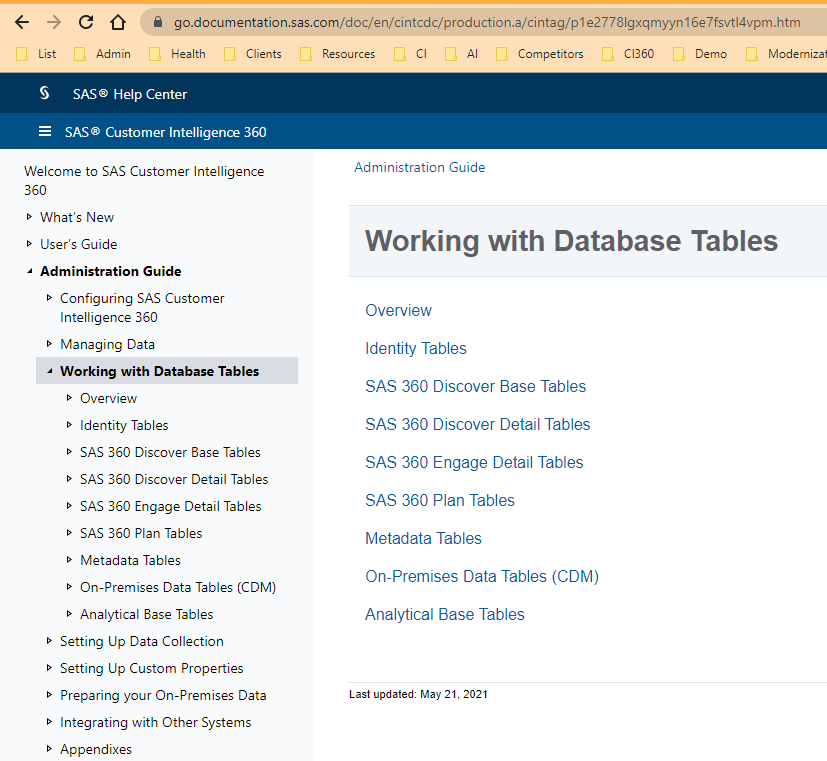 go.documentation.sas.com/doc/en/cintcdc/production.a/cintag/p1e2778lgxqmyyn16e7fsvtl4vpm.htm
List Admin Health Clients Resources CI AI Competitors CI360 Demo Modernizat
SAS® Help Center
SAS® Customer Intelligence 360
Welcome to SAS Customer Intelligence
360
What's New
User's Guide
Administration Guide
Configuring SAS Customer
Intelligence 360
Managing Data
Working with Database Tables
Overview
Identity Tables
SAS 360 Discover Base Tables
SAS 360 Discover Detail Tables
SAS 360 Engage Detail Tables
SAS 360 Plan Tables
Metadata Tables
On-Premises Data Tables (CDM)
Analytical Base Tables
Setting Up Data Collection
Setting Up Custom Properties
Preparing your On-Premises Data
Integrating with Other Systems
Appendixes
Administration Guide
Working with Database Tables
Overview
Identity Tables
SAS 360 Discover Base Tables
SAS 360 Discover Detail Tables
SAS 360 Engage Detail Tables
SAS 360 Plan Tables
Metadata Tables
On-Premises Data Tables (CDM)
Analytical Base Tables
Last updated: May 21, 2021